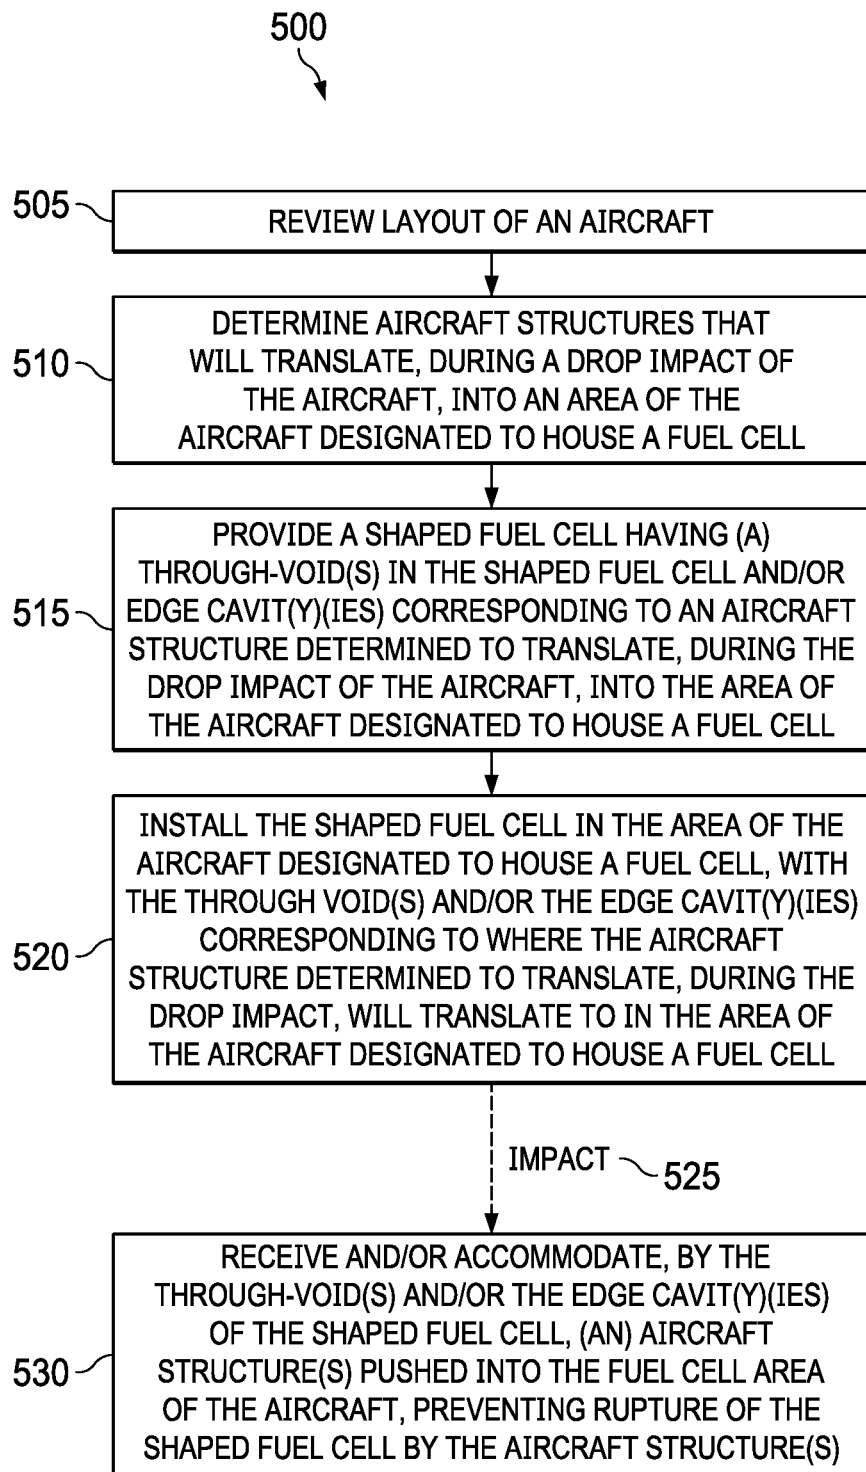 500
505
REVIEW LAYOUT OF AN AIRCRAFT
510
DETERMINE AIRCRAFT STRUCTURES THAT
WILL TRANSLATE, DURING A DROP IMPACT OF
THE AIRCRAFT, INTO AN AREA OF THE
AIRCRAFT DESIGNATED TO HOUSE A FUEL CELL
515
PROVIDE A SHAPED FUEL CELL HAVING (A)
THROUGH-VOID(S) IN THE SHAPED FUEL CELL AND/OR
EDGE CAVIT(Y)(IES) CORRESPONDING TO AN AIRCRAFT
STRUCTURE DETERMINED TO TRANSLATE, DURING THE
DROP IMPACT OF THE AIRCRAFT, INTO THE AREA OF
THE AIRCRAFT DESIGNATED TO HOUSE A FUEL CELL
520
INSTALL THE SHAPED FUEL CELL IN THE AREA OF THE
AIRCRAFT DESIGNATED TO HOUSE A FUEL CELL, WITH
THE THROUGH VOID(S) AND/OR THE EDGE CAVIT(Y)(IES)
CORRESPONDING TO WHERE THE AIRCRAFT
STRUCTURE DETERMINED TO TRANSLATE, DURING THE
DROP IMPACT, WILL TRANSLATE TO IN THE AREA OF
THE AIRCRAFT DESIGNATED TO HOUSE A FUEL CELL
IMPACT 525
530
RECEIVE AND/OR ACCOMMODATE, BY THE
THROUGH-VOID(S) AND/OR THE EDGE CAVIT(Y)(IES)
OF THE SHAPED FUEL CELL, (AN) AIRCRAFT
STRUCTURE(S) PUSHED INTO THE FUEL CELL AREA
OF THE AIRCRAFT, PREVENTING RUPTURE OF THE
SHAPED FUEL CELL BY THE AIRCRAFT STRUCTURE(S)